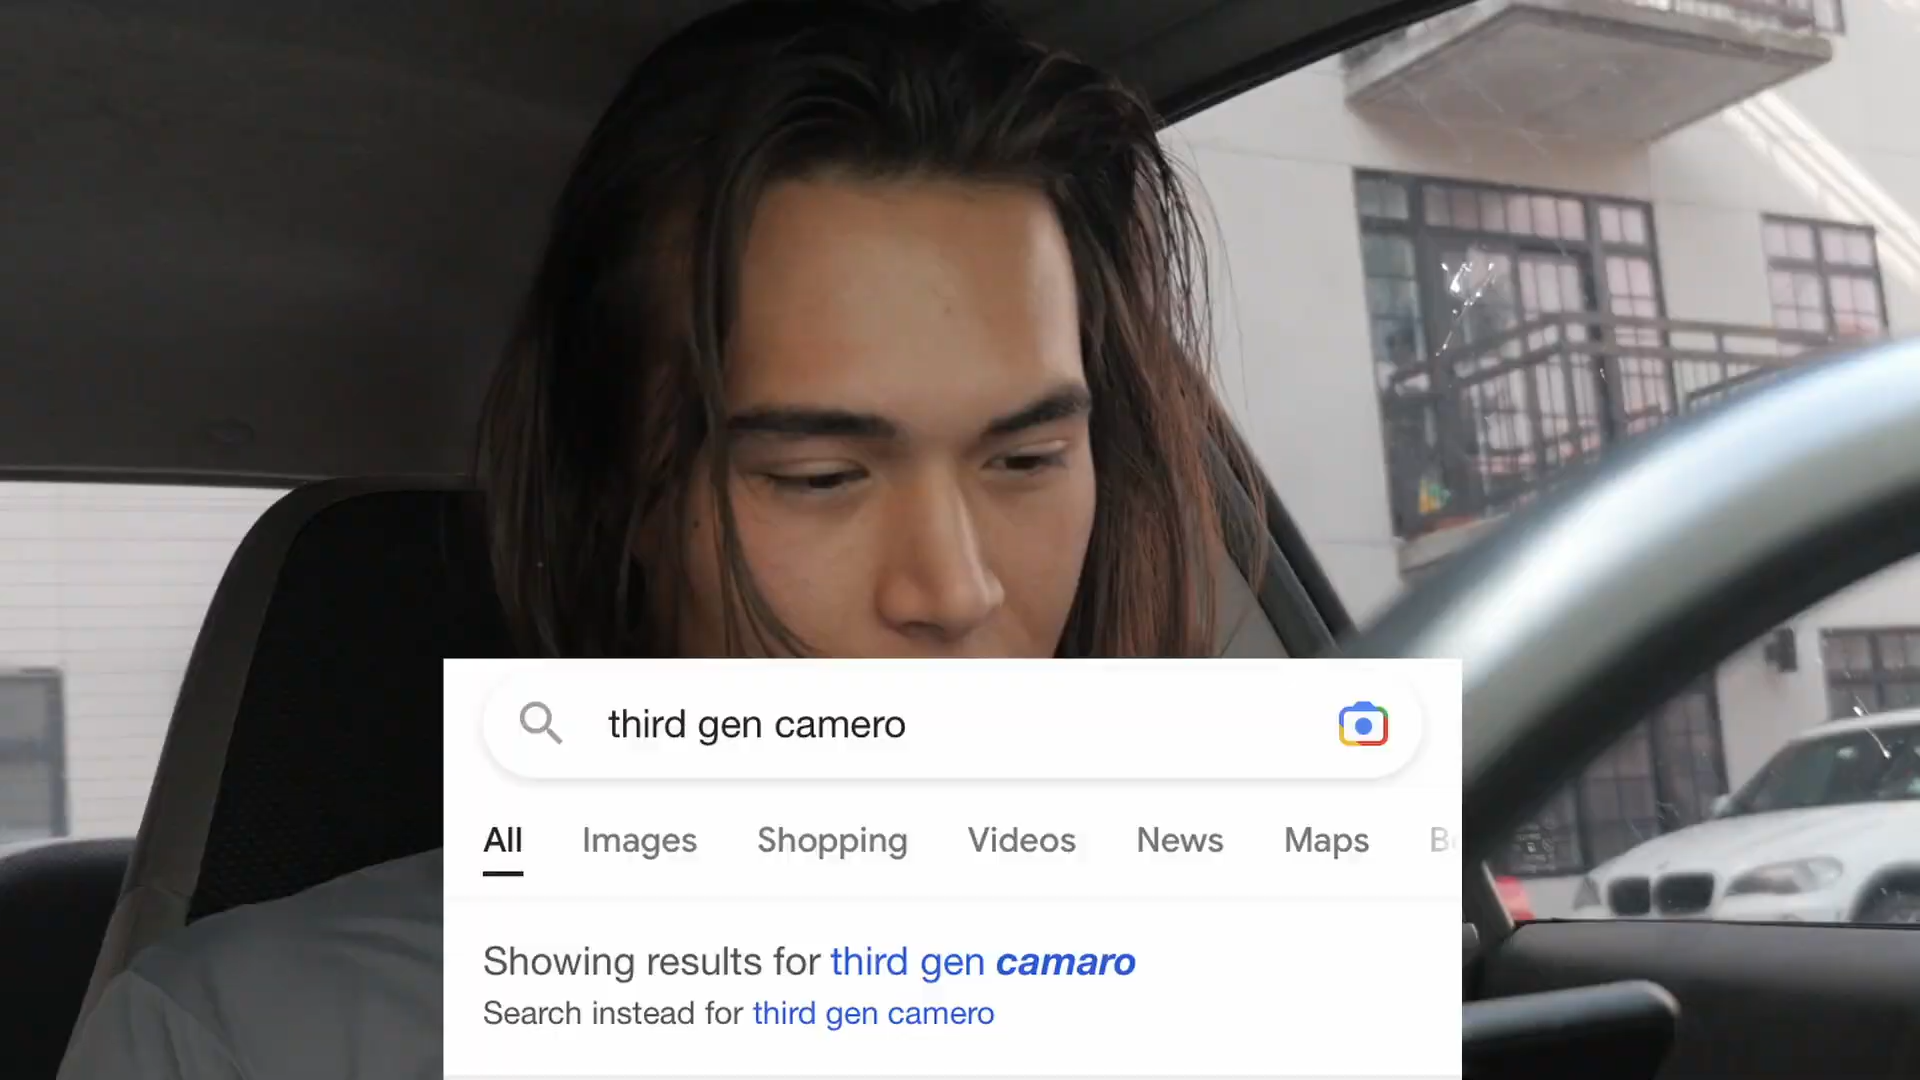 third gen camero
All Images Shopping Videos News Maps
Showing results for third gen camaro
Search instead for third gen camero